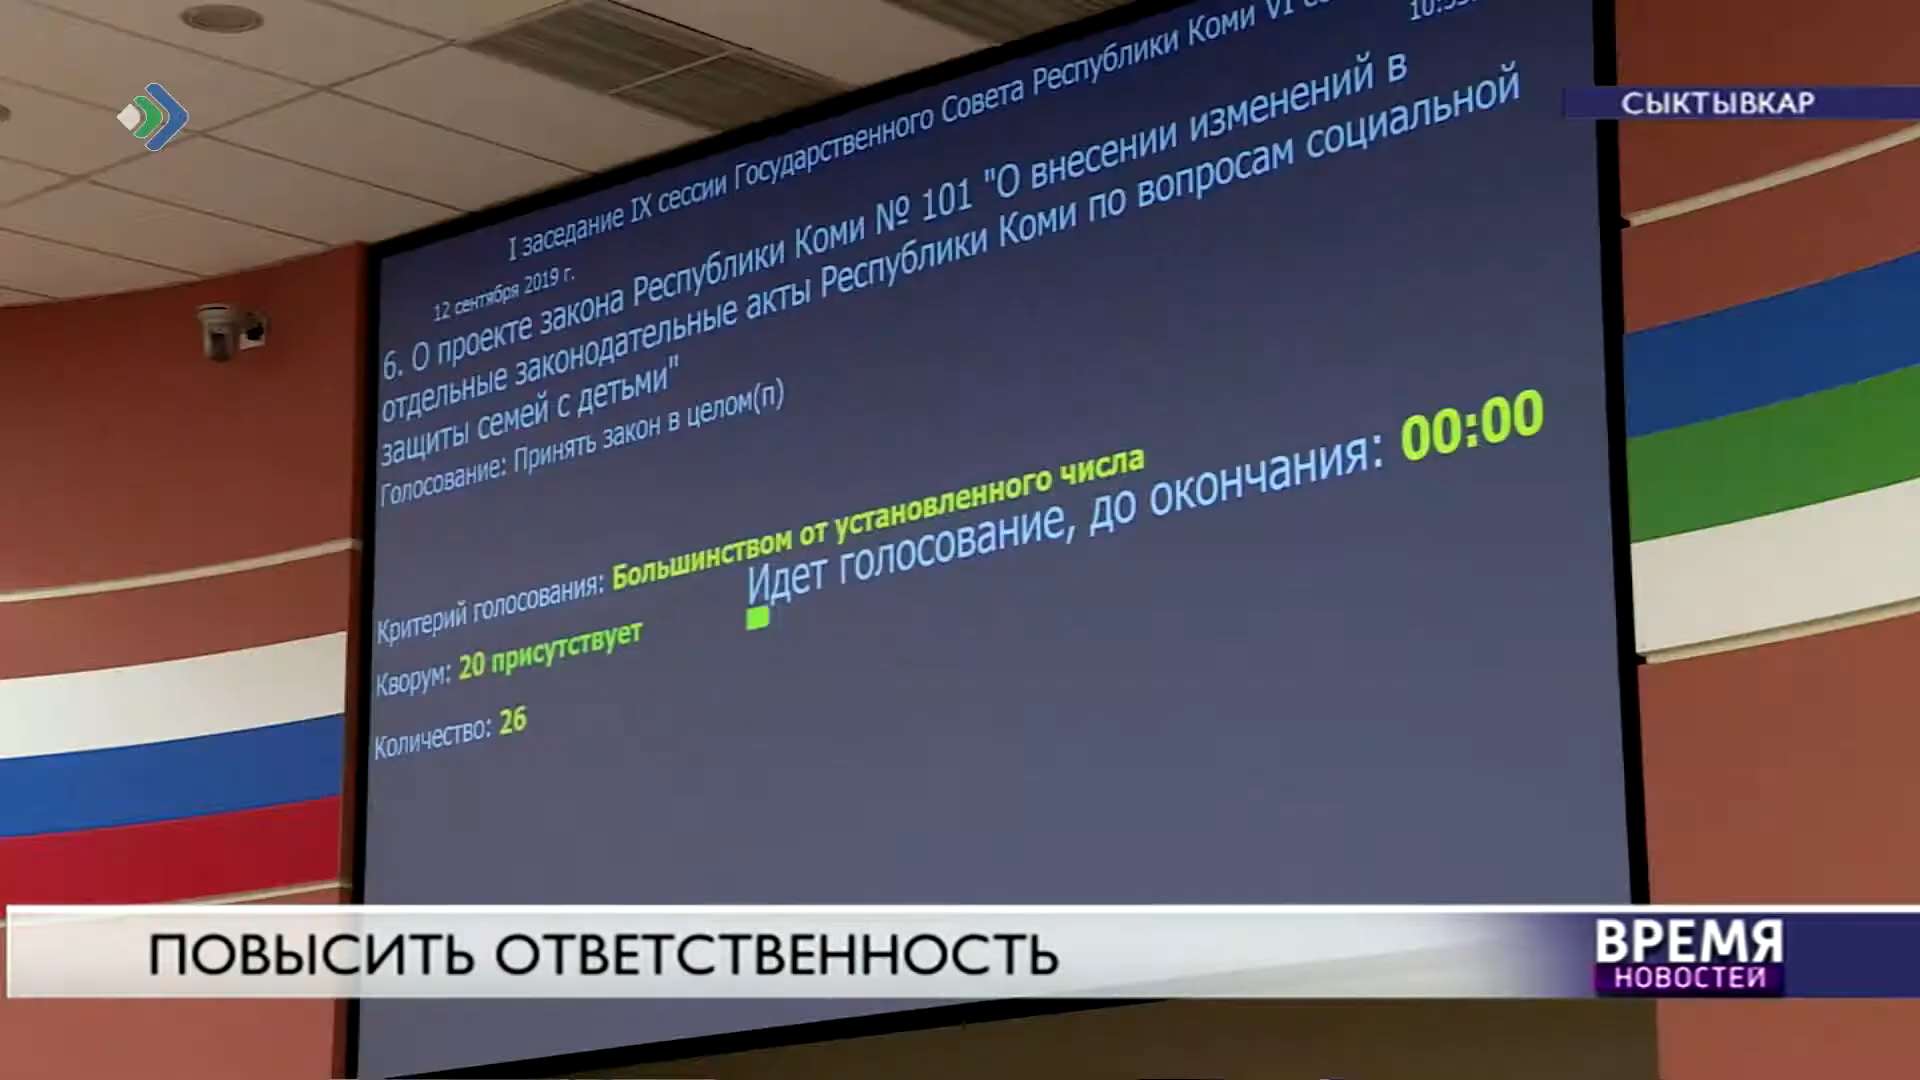 I заседание IX сессии Государственного Совета Республики Коми VI
12 сентября 2019 г.
6. О проекте закона Республики Коми № 101 "О внесении изменений в
отдельные законодательные акты Республики Коми по вопросам социальной
защиты семей с детьми"
Голосование: Принять закон в целом(п)
Критерий голосования: Большинством от установленного числа
Идет голосование, до окончания: 00:00
Кворум: 20 присутствует
Количество: 26
СЫКТЫВКАР
ПОВЫСИТЬ ОТВЕТСТВЕННОСТЬ
ВРЕМЯ
НОВОСТЕЙ